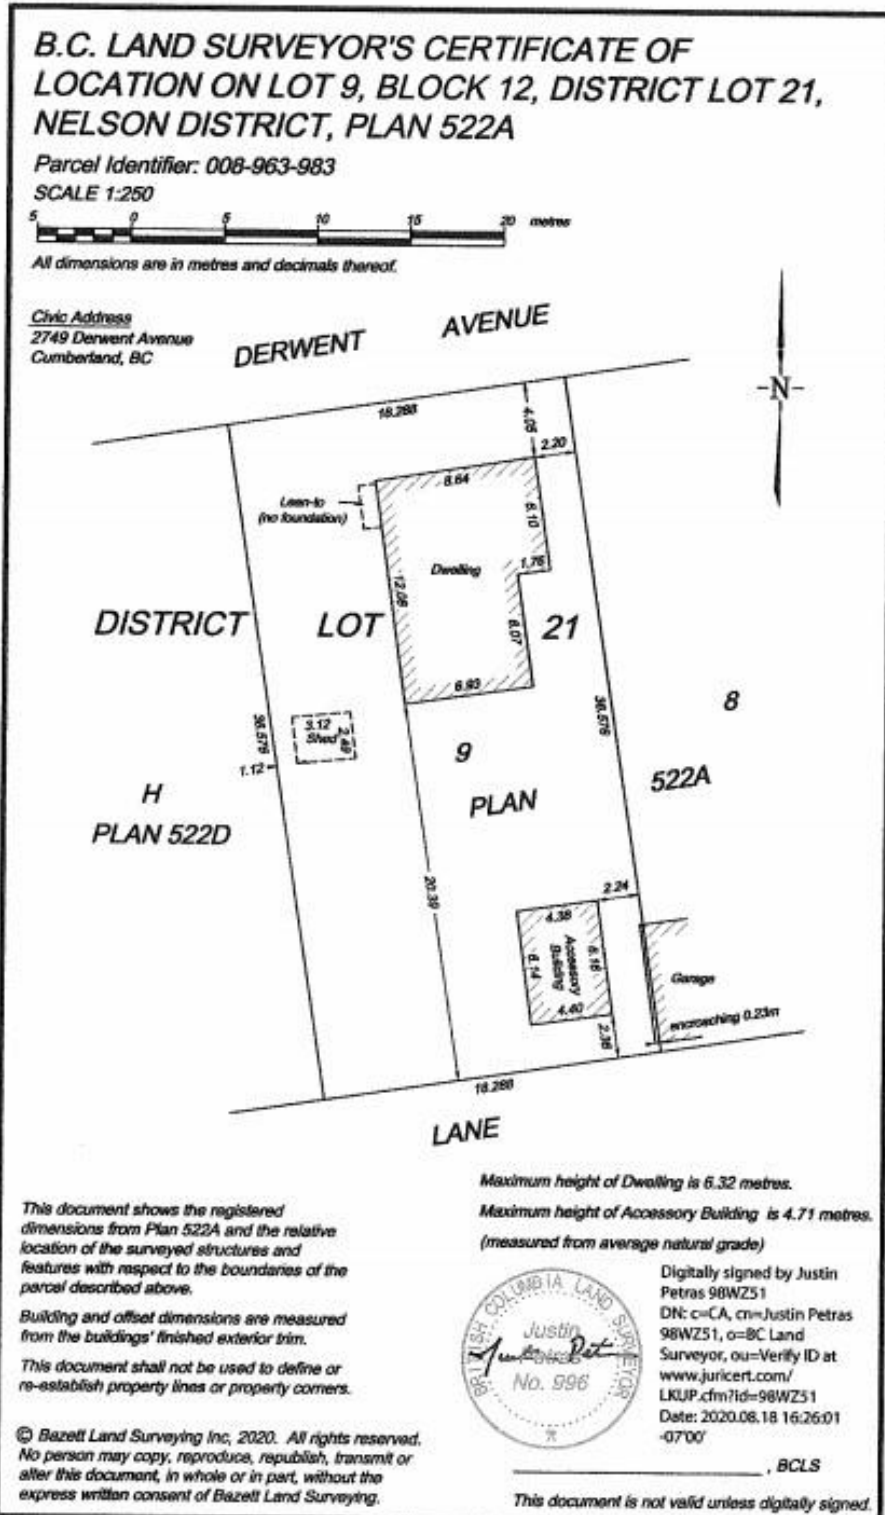 B.C. LAND SURVEYOR'S CERTIFICATE OF
LOCATION ON LOT 9, BLOCK 12, DISTRICT LOT 21,
NELSON DISTRICT, PLAN 522A
Parcel Identifier: 008-963-983
SCALE 1:250
5 0 5 10 15 20 metres
All dimensions are in metres and decimals thereof.
Civic Address
2749 Derwent Avenue
Cumberland, BC
DERWENT AVENUE
N
18.288
4.06
2.20
8.64
Lean-to
(no foundation)
6.10
Dwelling
1.76
12.08
DISTRICT LOT 21
6.07
6.93
36.576
3.12
Shed
2.49
36.576
8
9
1.12
H
PLAN
522A
PLAN 522D
20.39
2.24
4.38
Accessory
Building
6.14
6.16
Garage
4.40
encroaching 0.23m
2.36
18.288
LANE
Maximum height of Dwelling is 6.32 metres.
Maximum height of Accessory Building is 4.71 metres.
(measured from average natural grade)
This document shows the registered
dimensions from Plan 522A and the relative
location of the surveyed structures and
features with respect to the boundaries of the
parcel described above.
Building and offset dimensions are measured
from the buildings' finished exterior trim.
This document shall not be used to define or
re-establish property lines or property corners.
© Bazett Land Surveying Inc, 2020. All rights reserved.
No person may copy, reproduce, republish, transmit or
alter this document, in whole or in part, without the
express written consent of Bazett Land Surveying.
BRITISH COLUMBIA LAND SURVEYOR
Justin
Petras
No. 996
Digitally signed by Justin
Petras 98WZ51
DN: c=CA, cn=Justin Petras
98WZ51, o=BC Land
Surveyor, ou=Verify ID at
www.juricert.com/
LKUP.cfm?id=98WZ51
Date: 2020.08.18 16:26:01
-07'00'
, BCLS
This document is not valid unless digitally signed.